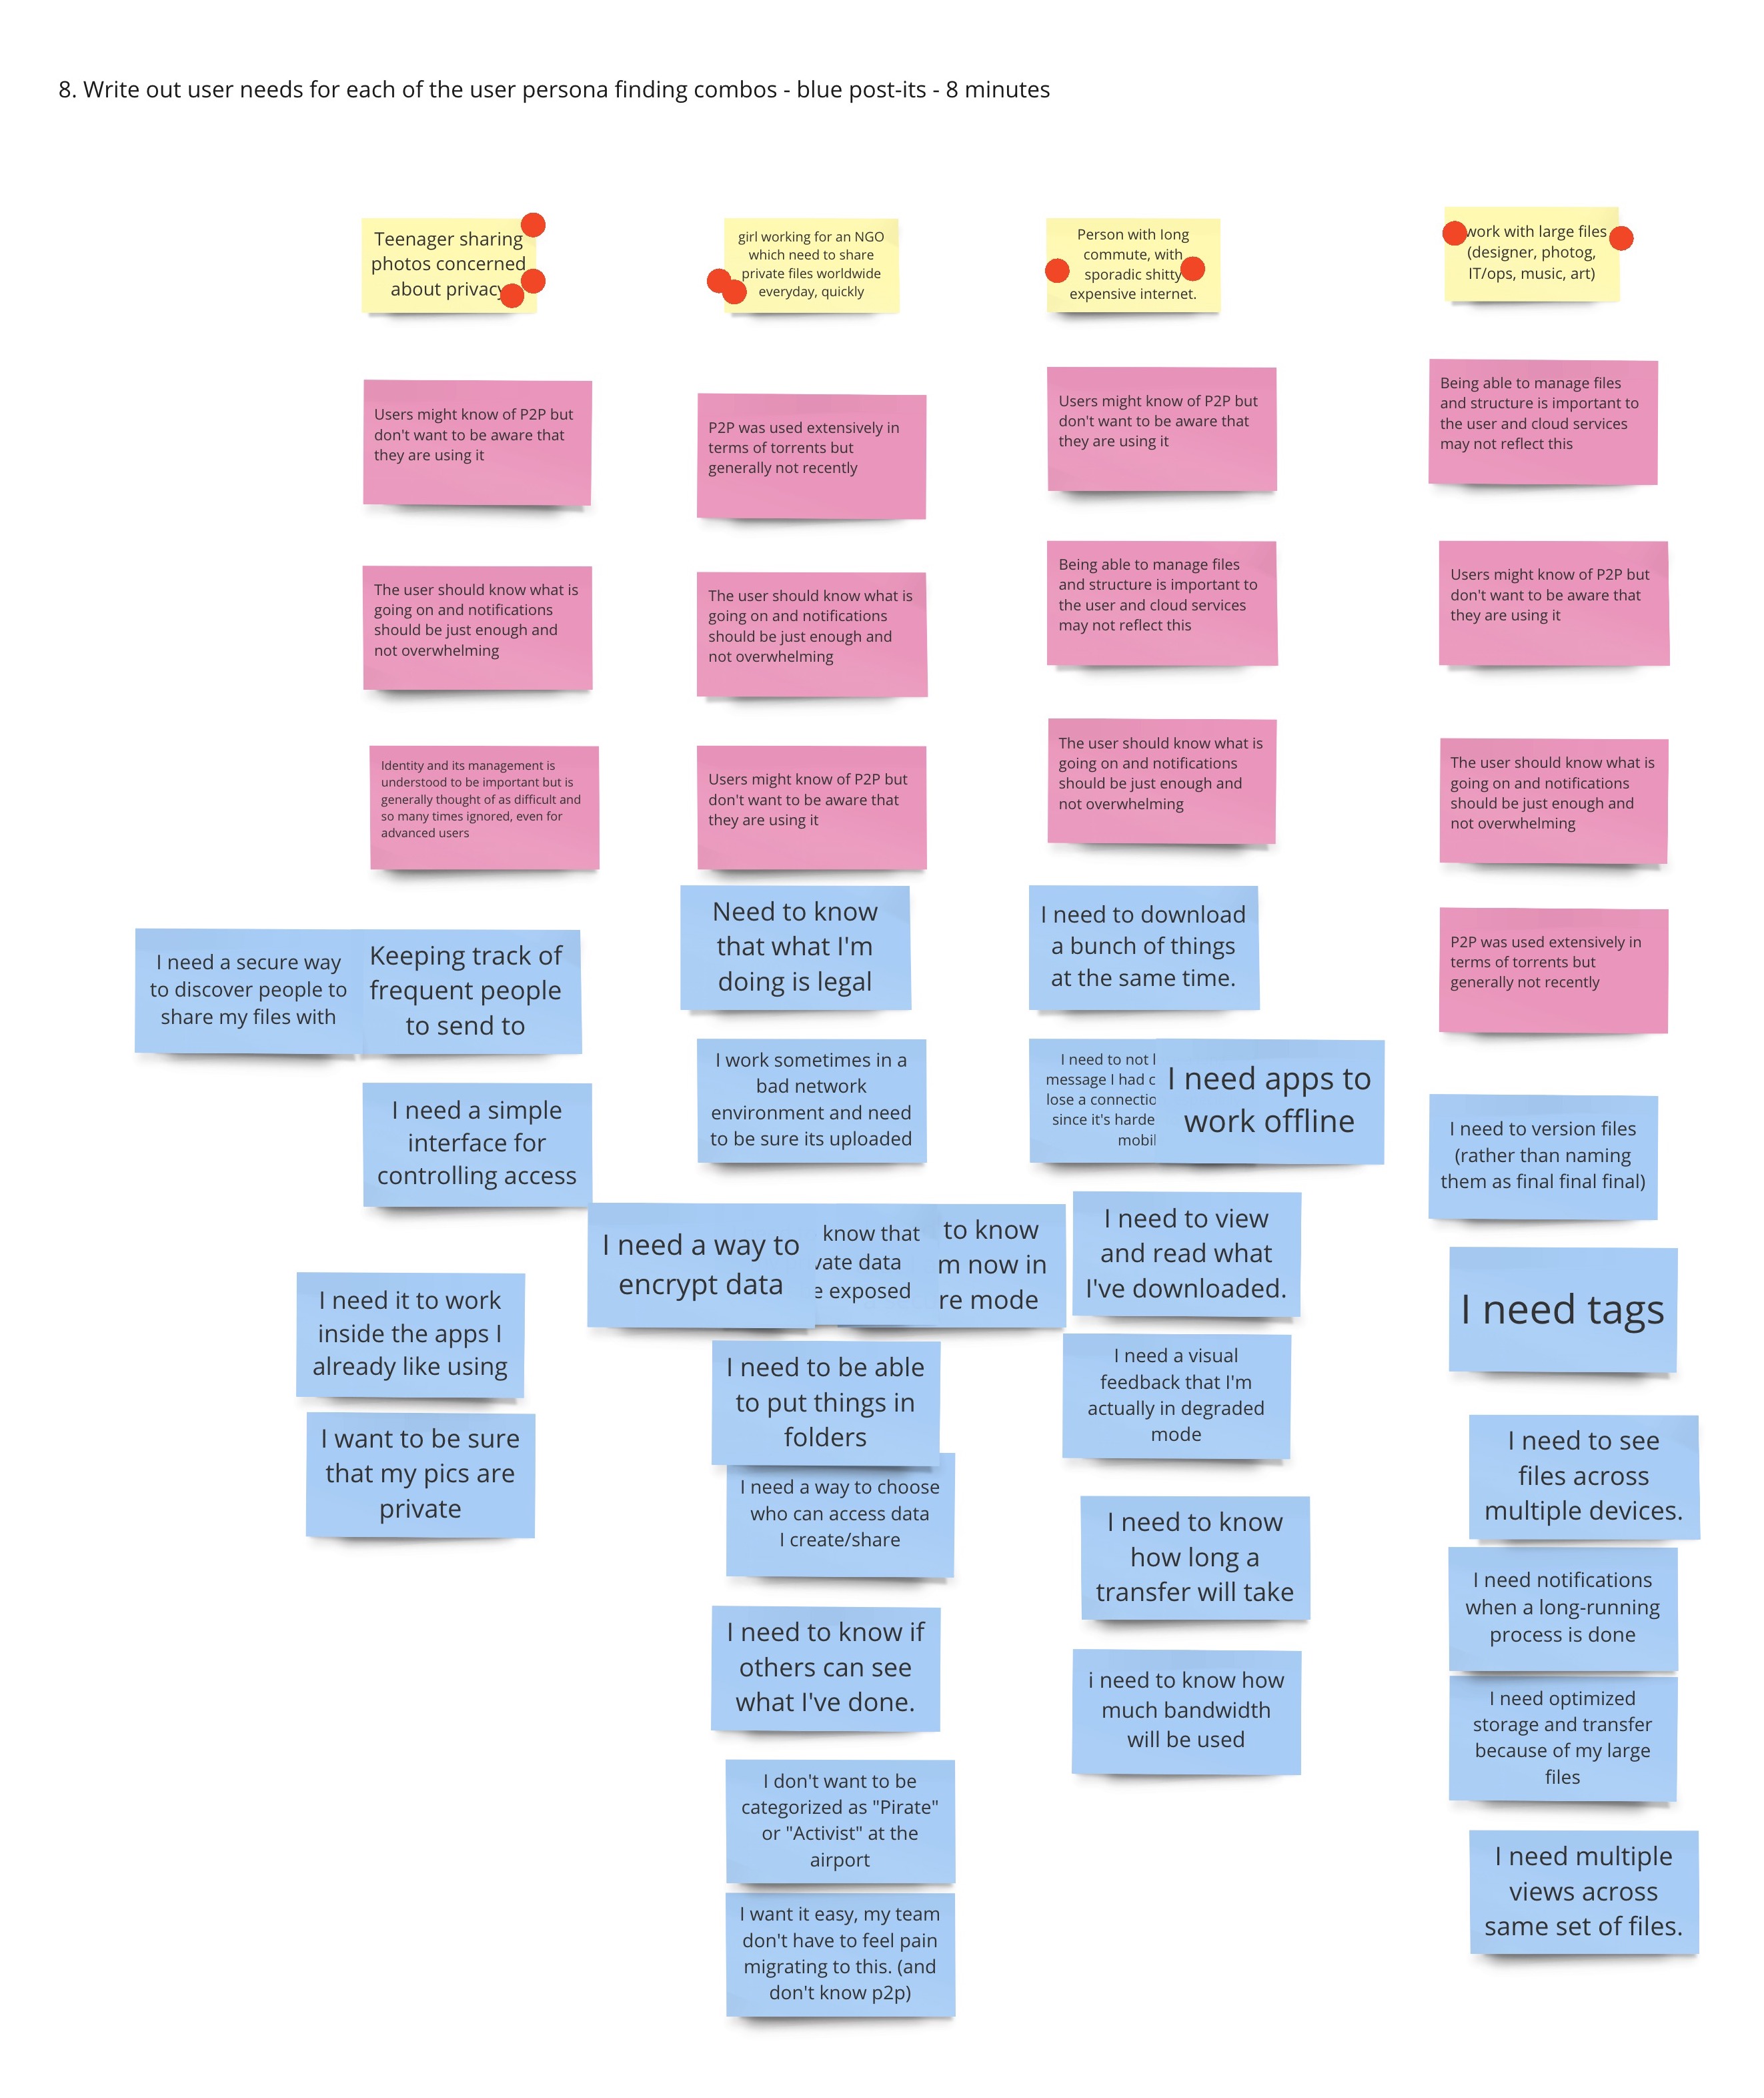 8. Write out user needs for each of the user persona finding combos - blue post-its - 8 minutes
Teenager sharing
photos concerned
about privacy
girl working for an NGO
which need to share
private files worldwide
everyday, quickly
Person with long
commute, with
sporadic shitty
expensive internet.
work with large files
(designer, photog,
IT/ops, music, art)
Users might know of P2P but
don't want to be aware that
they are using it
The user should know what is
going on and notifications
should be just enough and
not overwhelming
Identity and its management is
understood to be important but is
generally thought of as difficult and
so many times ignored, even for
advanced users
I need a secure way
to discover people to
share my files with
Keeping track of
frequent people
to send to
I need a simple
interface for
controlling access
I need it to work
inside the apps I
already like using
I want to be sure
that my pics are
private
P2P was used extensively in
terms of torrents but
generally not recently
The user should know what is
going on and notifications
should be just enough and
not overwhelming
Users might know of P2P but
don't want to be aware that
they are using it
Need to know
that what I'm
doing is legal
I work sometimes in a
bad network
environment and need
to be sure its uploaded
I need a way to
encrypt data
know that
data
exposed
to know
now in
mode
I need to be able
to put things in
folders
I need a way to choose
who can access data
I create/share
I need to know if
others can see
what I've done.
I don't want to be
categorized as "Pirate"
or "Activist" at the
airport
I want it easy, my team
don't have to feel pain
migrating to this. (and
don't know p2p)
Users might know of P2P but
don't want to be aware that
they are using it
Being able to manage files
and structure is important to
the user and cloud services
may not reflect this
The user should know what is
going on and notifications
should be just enough and
not overwhelming
I need to download
a bunch of things
at the same time.
I need to not
message I had
lose a
since it's
I need apps to
work offline
I need to view
and read what
I've downloaded.
I need a visual
feedback that I'm
actually in degraded
mode
I need to know
how long a
transfer will take
i need to know how
much bandwidth
will be used
Being able to manage files
and structure is important to
the user and cloud services
may not reflect this
Users might know of P2P but
don't want to be aware that
they are using it
The user should know what is
going on and notifications
should be just enough and
not overwhelming
P2P was used extensively in
terms of torrents but
generally not recently
I need to version files
(rather than naming
them as final final final)
I need tags
I need to see
files across
multiple devices.
I need notifications
when a long-running
process is done
I need optimized
storage and transfer
because of my large
files
I need multiple
views across
same set of files.